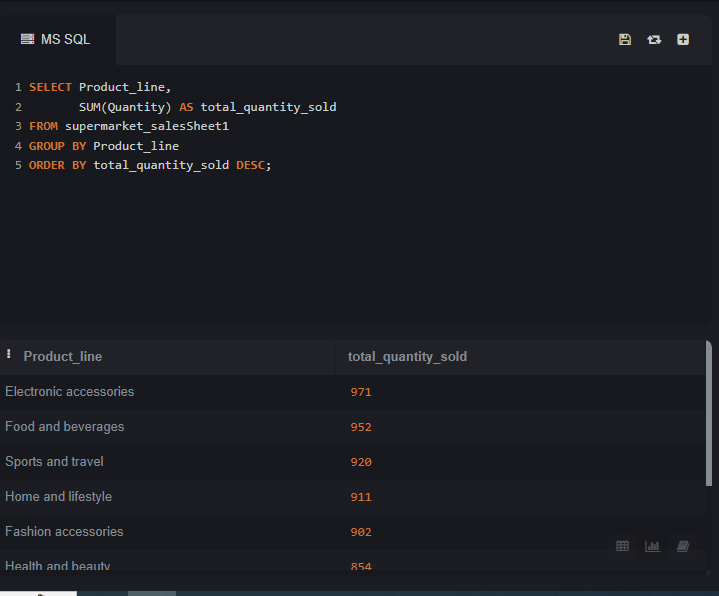 MS SQL
1 SELECT Product_line,
2 SUM(Quantity) AS total_quantity_sold
3 FROM supermarket_salesSheet1
4 GROUP BY Product_line
5 ORDER BY total_quantity_sold DESC;
Product_line total_quantity_sold
Electronic accessories 971
Food and beverages 952
Sports and travel 920
Home and lifestyle 911
Fashion accessories 902
Health and beauty 854